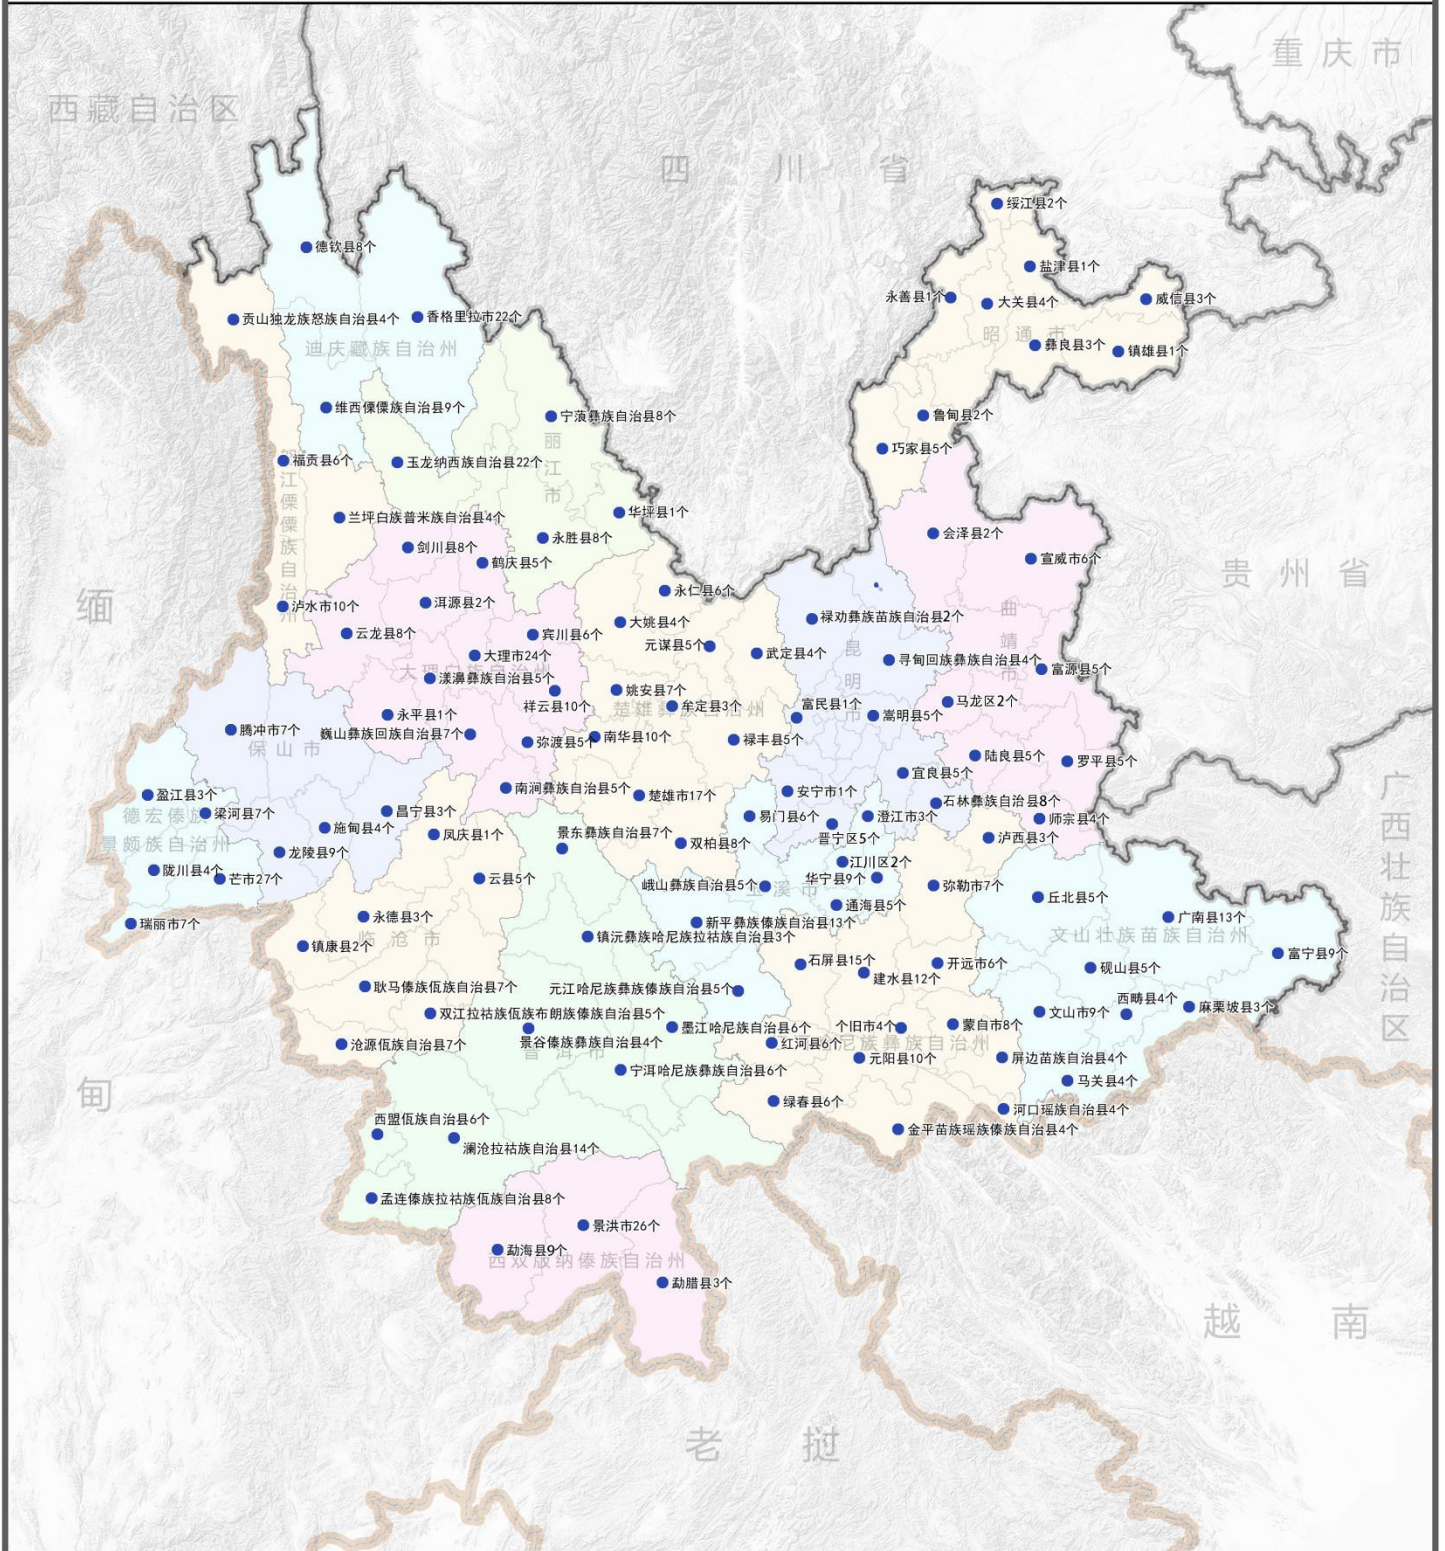 重庆市
西藏自治区
四川省
绥江县2个
德钦县8个
盐津县1个
永善县1个
大关县4个
威信县3个
贡山独龙族怒族自治县4个
香格里拉市22个
昭通市
迪庆藏族自治州
彝良县3个
镇雄县1个
维西傈僳族自治县9个
宁蒗彝族自治县8个
鲁甸县2个
丽江市
巧家县5个
福贡县6个
玉龙纳西族自治县22个
江傈僳族自治州
兰坪白族普米族自治县4个
华坪县1个
会泽县2个
剑川县8个
永胜县8个
宣威市6个
鹤庆县5个
贵州省
永仁县6个
缅甸
泸水市10个
洱源县2个
曲靖市
大姚县4个
禄劝彝族苗族自治县2个
云龙县8个
宾川县6个
元谋县5个
昆明市
大理市24个
武定县4个
寻甸回族彝族自治县4个
富源县5个
大理白族自治州
漾濞彝族自治县5个
祥云县10个
姚安县7个
牟定县3个
楚雄彝族自治州
富民县1个
马龙区2个
永平县1个
嵩明县5个
腾冲市7个
巍山彝族回族自治县7个
弥渡县5个
南华县10个
禄丰县5个
保山市
陆良县5个
罗平县5个
宜良县5个
盈江县3个
南涧彝族自治县5个
楚雄市17个
安宁市1个
石林彝族自治县8个
广西壮族自治区
德宏傣族
景颇族自治州
梁河县7个
昌宁县3个
易门县6个
澄江市3个
师宗县4个
施甸县4个
凤庆县1个
景东彝族自治县7个
晋宁区5个
泸西县3个
双柏县8个
龙陵县9个
江川区2个
陇川县4个
芒市27个
云县5个
峨山彝族自治县5个
华宁县9个
弥勒市7个
溪市
丘北县5个
通海县5个
瑞丽市7个
永德县3个
新平彝族傣族自治县13个
广南县13个
临沧市
镇沅彝族哈尼族拉祜族自治县3个
文山壮族苗族自治州
镇康县2个
富宁县9个
石屏县15个
建水县12个
开远市6个
砚山县5个
耿马傣族佤族自治县7个
元江哈尼族彝族傣族自治县5个
西畴县4个
麻栗坡县3个
双江拉祜族佤族布朗族傣族自治县5个
文山市9个
墨江哈尼族自治县6个
个旧市4个
蒙自市8个
沧源佤族自治县7个
景谷傣族彝族自治县4个
红河县6个
尼族彝族自治州
普洱市
元阳县10个
屏边苗族自治县4个
宁洱哈尼族彝族自治县6个
马关县4个
绿春县6个
河口瑶族自治县4个
西盟佤族自治县6个
金平苗族瑶族傣族自治县4个
澜沧拉祜族自治县14个
孟连傣族拉祜族佤族自治县8个
景洪市26个
勐海县9个
西双版纳傣族自治州
勐腊县3个
越南
老挝